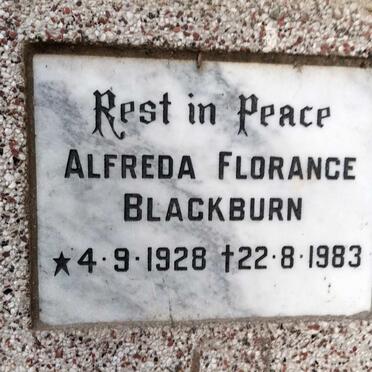 Rest in Peace
ALFREDA FLORANCE
BLACKBURN
★4·9·1928 †22·8·1983